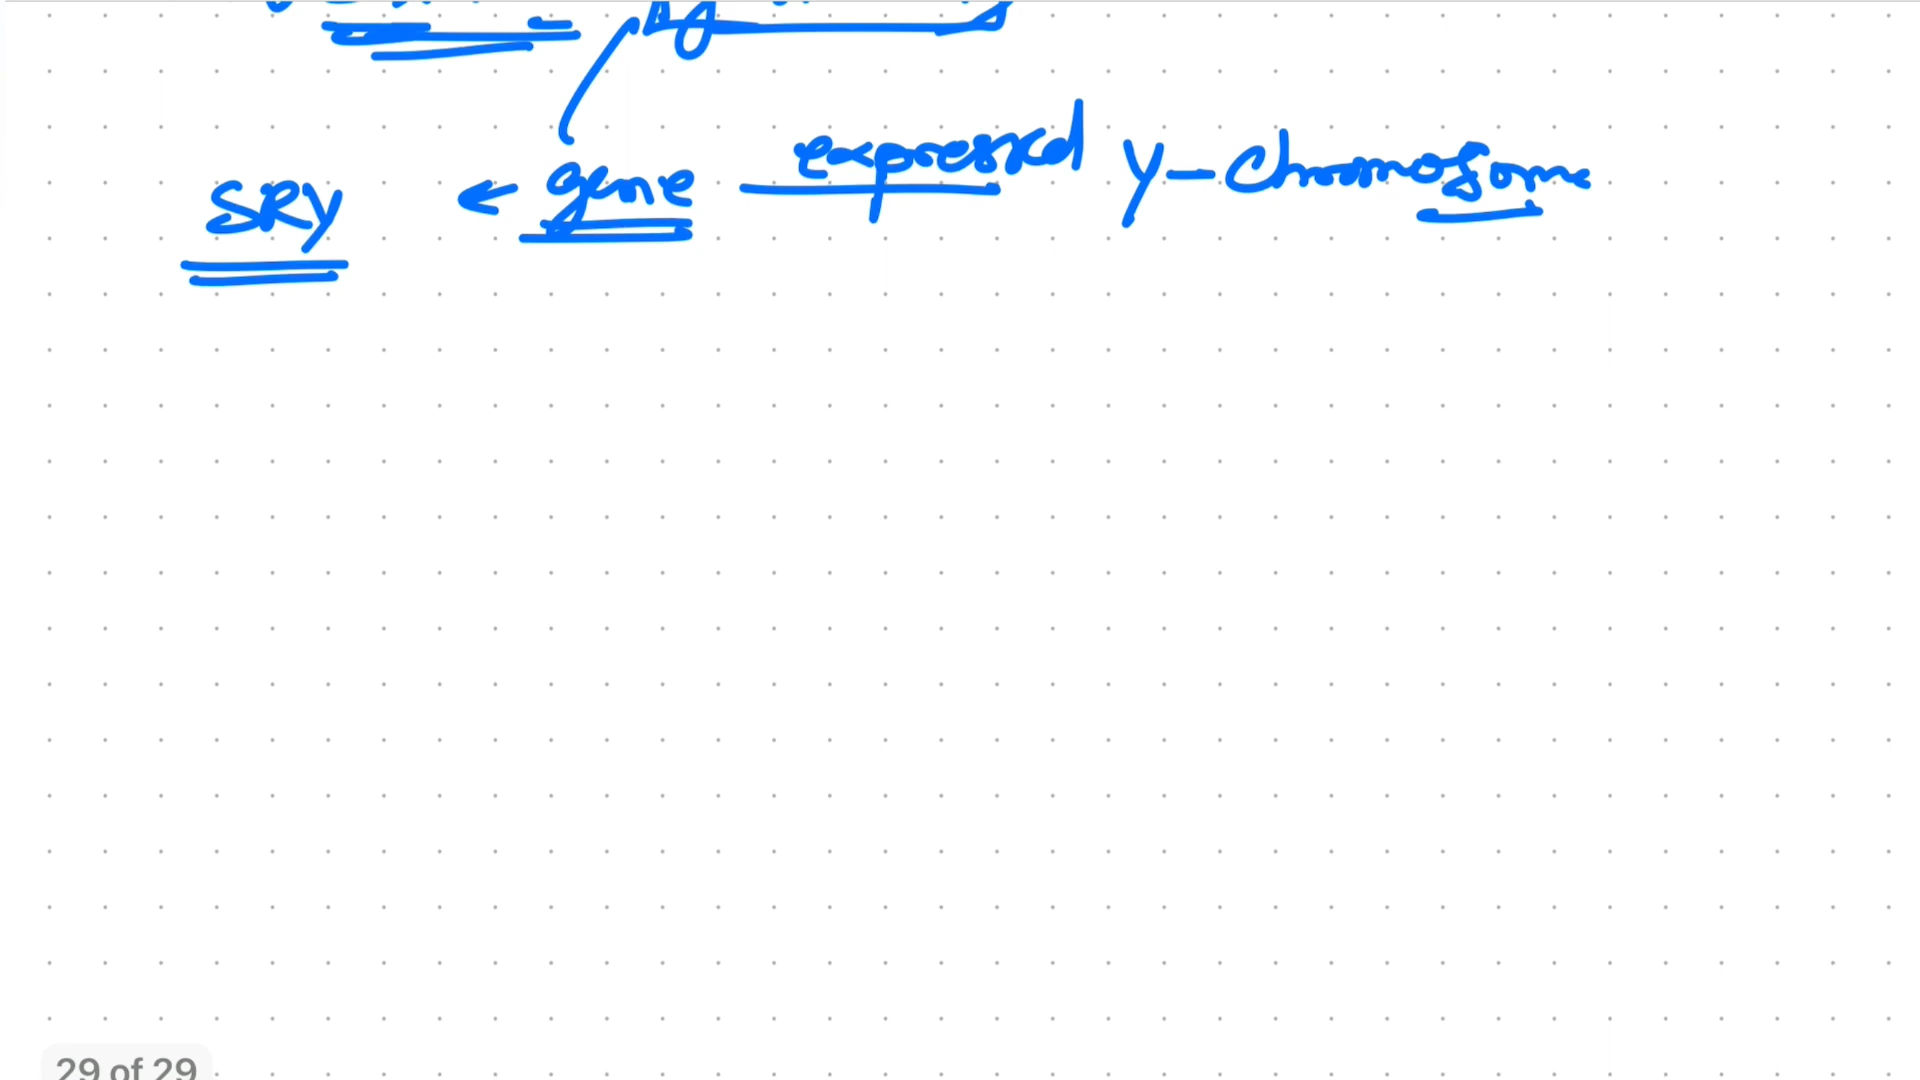 SRY ← gene expressed Y-Chromosome
29 of 29